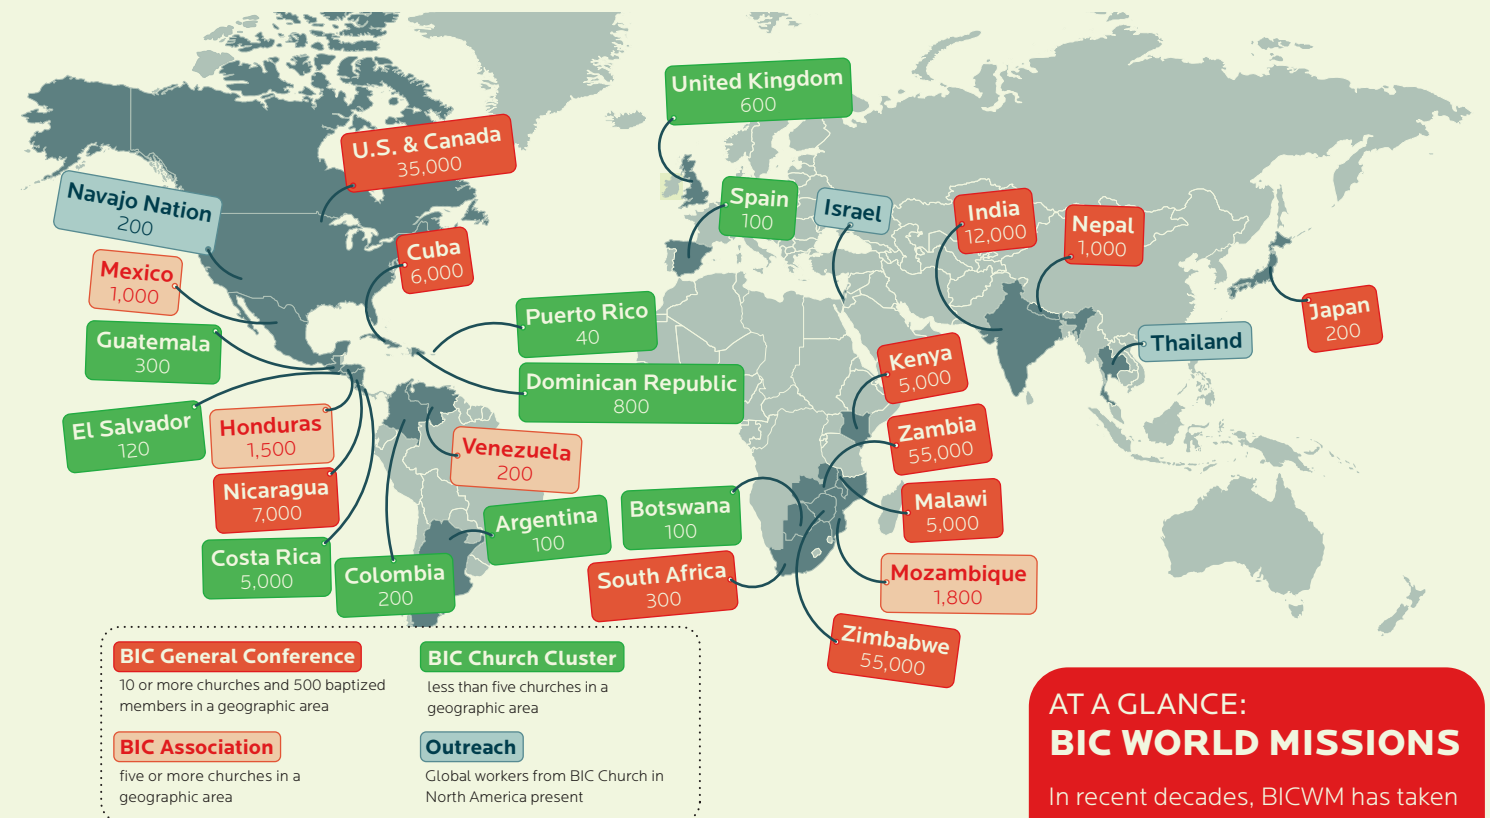 United Kingdom
600
U.S. & Canada
35,000
Navajo Nation
200
Spain
100
Israel
India
12,000
Nepal
1,000
Cuba
6,000
Mexico
1,000
Puerto Rico
40
Japan
200
Guatemala
300
Thailand
Kenya
5,000
Dominican Republic
800
El Salvador
120
Honduras
1,500
Venezuela
200
Zambia
55,000
Nicaragua
7,000
Argentina
100
Botswana
100
Malawi
5,000
Costa Rica
5,000
Colombia
200
South Africa
300
Mozambique
1,800
Zimbabwe
55,000
BIC General Conference
10 or more churches and 500 baptized
members in a geographic area
BIC Church Cluster
less than five churches in a
geographic area
BIC Association
five or more churches in a
geographic area
Outreach
Global workers from BIC Church in
North America present
AT A GLANCE:
BIC WORLD MISSIONS
In recent decades, BICWM has taken